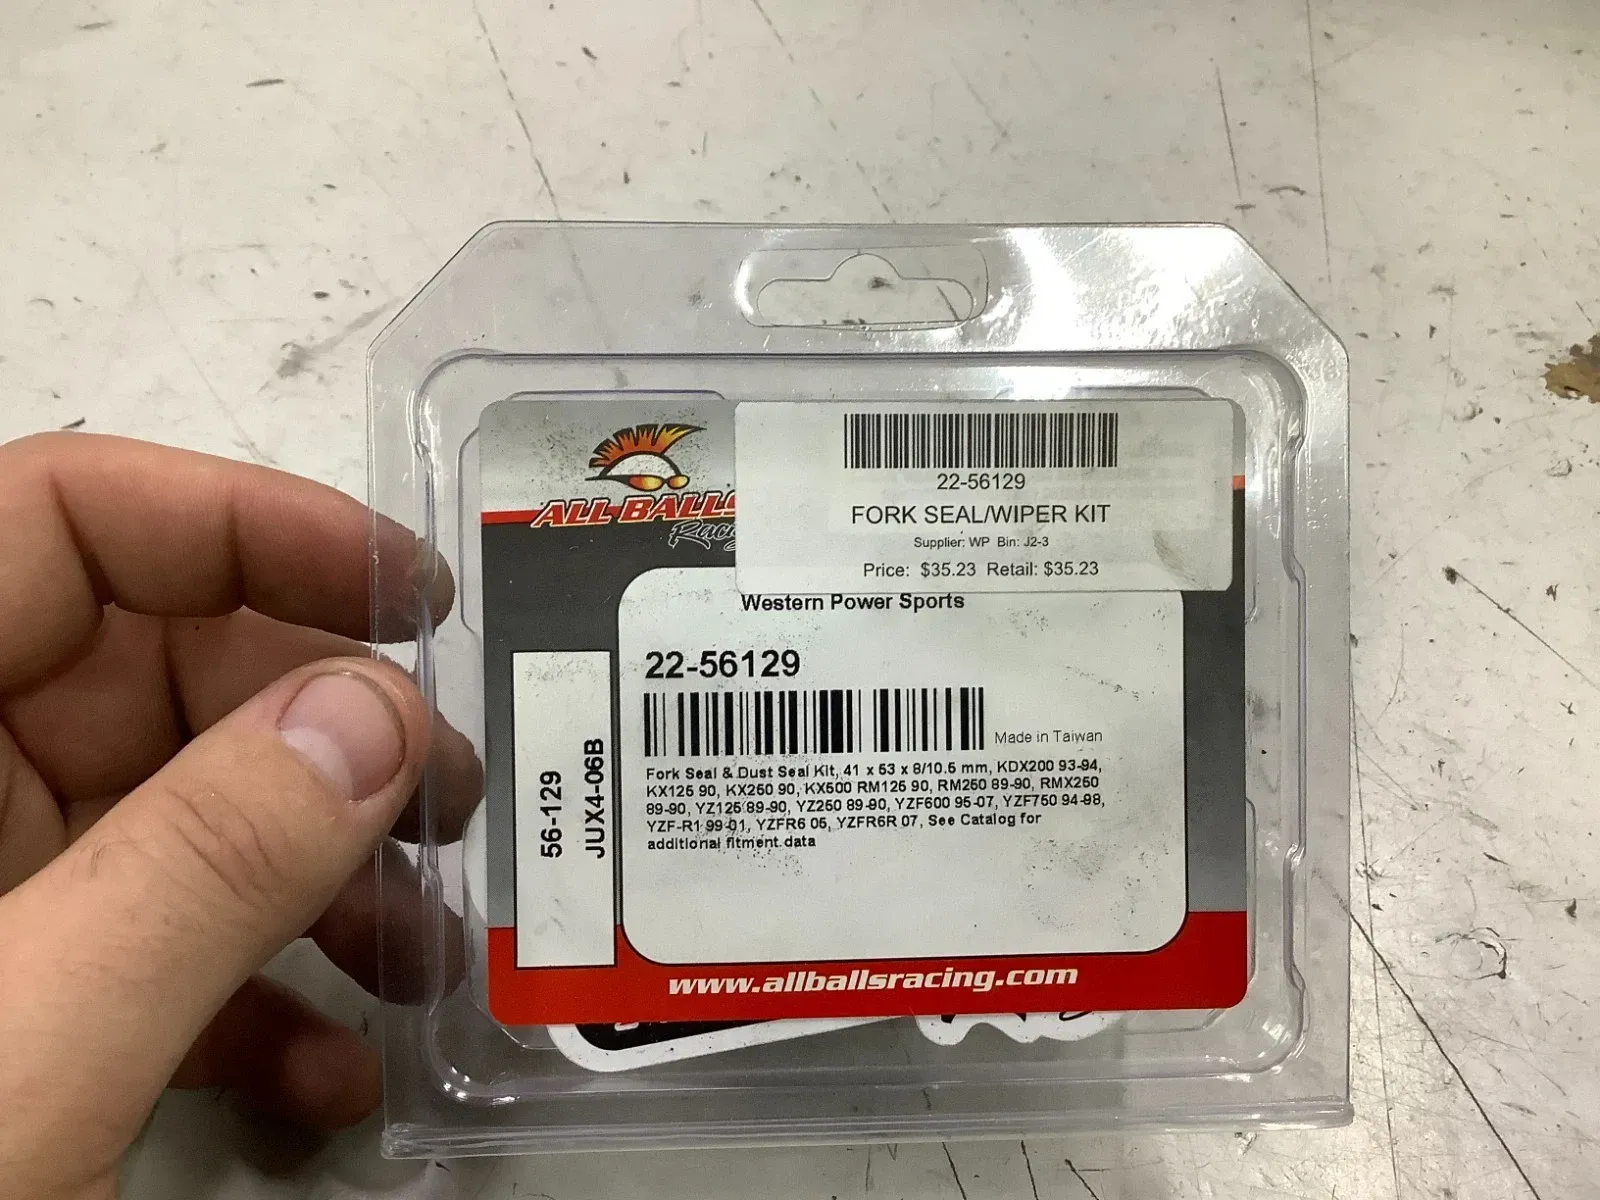 22-56129
FORK SEAL/WIPER KIT
Supplier: WP Bin: J2-3
Price: $35.23 Retail: $35.23
ALL BALLS
Racing
Western Power Sports
22-56129
Made in Taiwan
Fork Seal & Dust Seal Kit, 41 x 53 x 8/10.5 mm, KDX200 93-94,
KX125 90, KX250 90, KX500 RM125 90, RM250 89-90, RMX250
89-90, YZ125 89-90, YZ250 89-90, YZF600 95-07, YZF750 94-98,
YZF-R1 99-01, YZFR6 05, YZFR6R 07, See Catalog for
additional fitment data
56-129
JUX4-06B
www.allballsracing.com